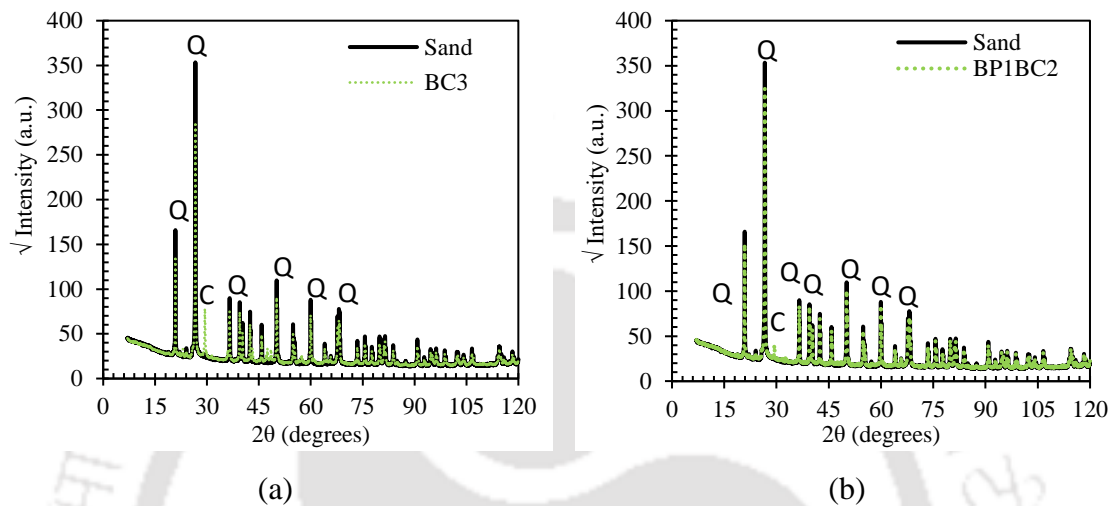 400
350
300
250
200
150
100
50
0
√ Intensity (a.u.)
0 15 30 45 60 75 90 105 120
2θ (degrees)
Sand
BC3
Q
Q
C
Q
Q
Q
Q
(a)
400
350
300
250
200
150
100
50
0
√ Intensity (a.u.)
0 15 30 45 60 75 90 105 120
2θ (degrees)
Sand
BP1BC2
Q
Q
C
Q
Q
Q
Q
Q
(b)